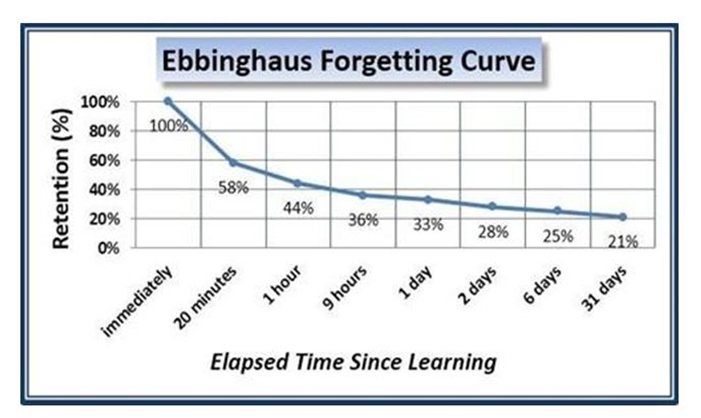 Ebbinghaus Forgetting Curve
Retention (%)
100%
80%
60%
40%
20%
0%
100%
58%
44%
36%
33%
28%
25%
21%
immediately
20 minutes
1 hour
9 hours
1 day
2 days
6 days
31 days
Elapsed Time Since Learning